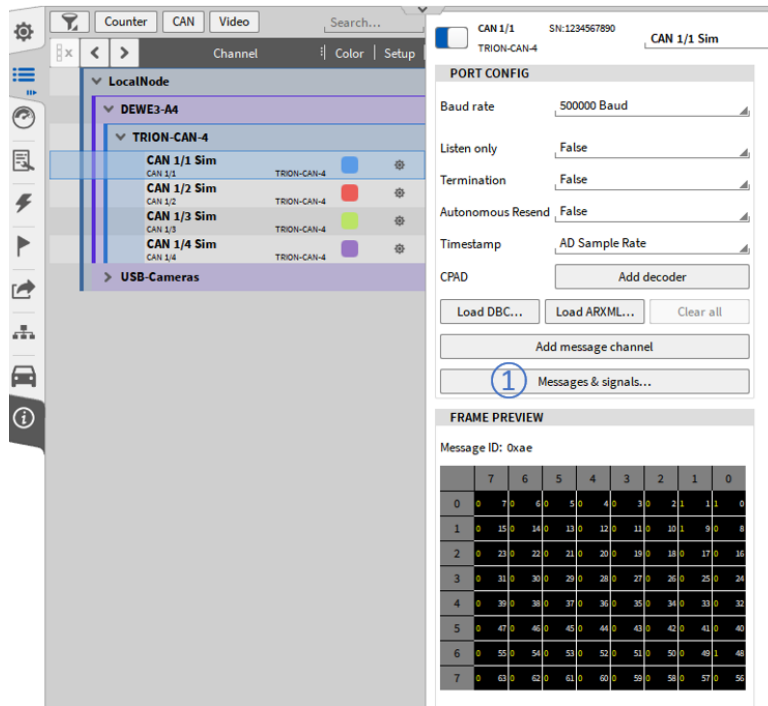 Counter CAN Video Search...
Channel Color Setup
LocalNode
DEWE3-A4
TRION-CAN-4
CAN 1/1 Sim
CAN 1/1 TRION-CAN-4
CAN 1/2 Sim
CAN 1/2 TRION-CAN-4
CAN 1/3 Sim
CAN 1/3 TRION-CAN-4
CAN 1/4 Sim
CAN 1/4 TRION-CAN-4
USB-Cameras
CAN 1/1 SN:1234567890
TRION-CAN-4
CAN 1/1 Sim
PORT CONFIG
Baud rate 500000 Baud
Listen only False
Termination False
Autonomous Resend False
Timestamp AD Sample Rate
CPAD Add decoder
Load DBC... Load ARXML... Clear all
Add message channel
1 Messages & signals...
FRAME PREVIEW
Message ID: 0xae
7 6 5 4 3 2 1 0
0 0 7 0 6 0 5 0 4 0 3 0 2 1 1 1 0
1 0 15 0 14 0 13 0 12 0 11 0 10 1 9 0 8
2 0 23 0 22 0 21 0 20 0 19 0 18 0 17 0 16
3 0 31 0 30 0 29 0 28 0 27 0 26 0 25 0 24
4 0 39 0 38 0 37 0 36 0 35 0 34 0 33 0 32
5 0 47 0 46 0 45 0 44 0 43 0 42 0 41 0 40
6 0 55 0 54 0 53 0 52 0 51 0 50 0 49 1 48
7 0 63 0 62 0 61 0 60 0 59 0 58 0 57 0 56